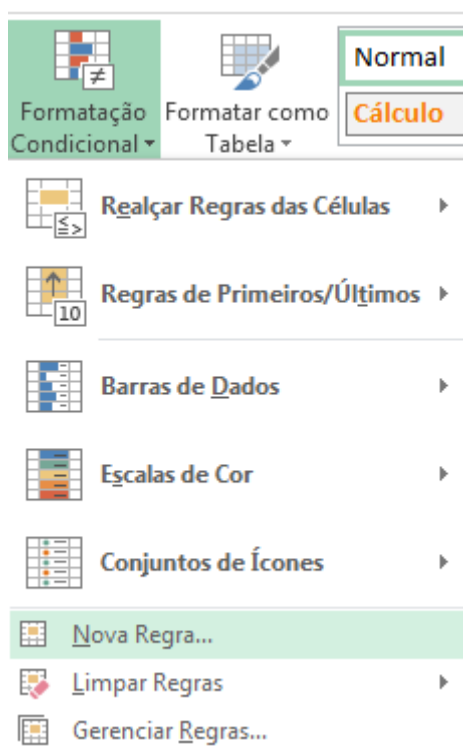 Normal
Formatação Condicional
Formatar como Tabela
Cálculo
Realçar Regras das Células
10
Regras de Primeiros/Últimos
Barras de Dados
Escalas de Cor
Conjuntos de Ícones
Nova Regra...
Limpar Regras
Gerenciar Regras...